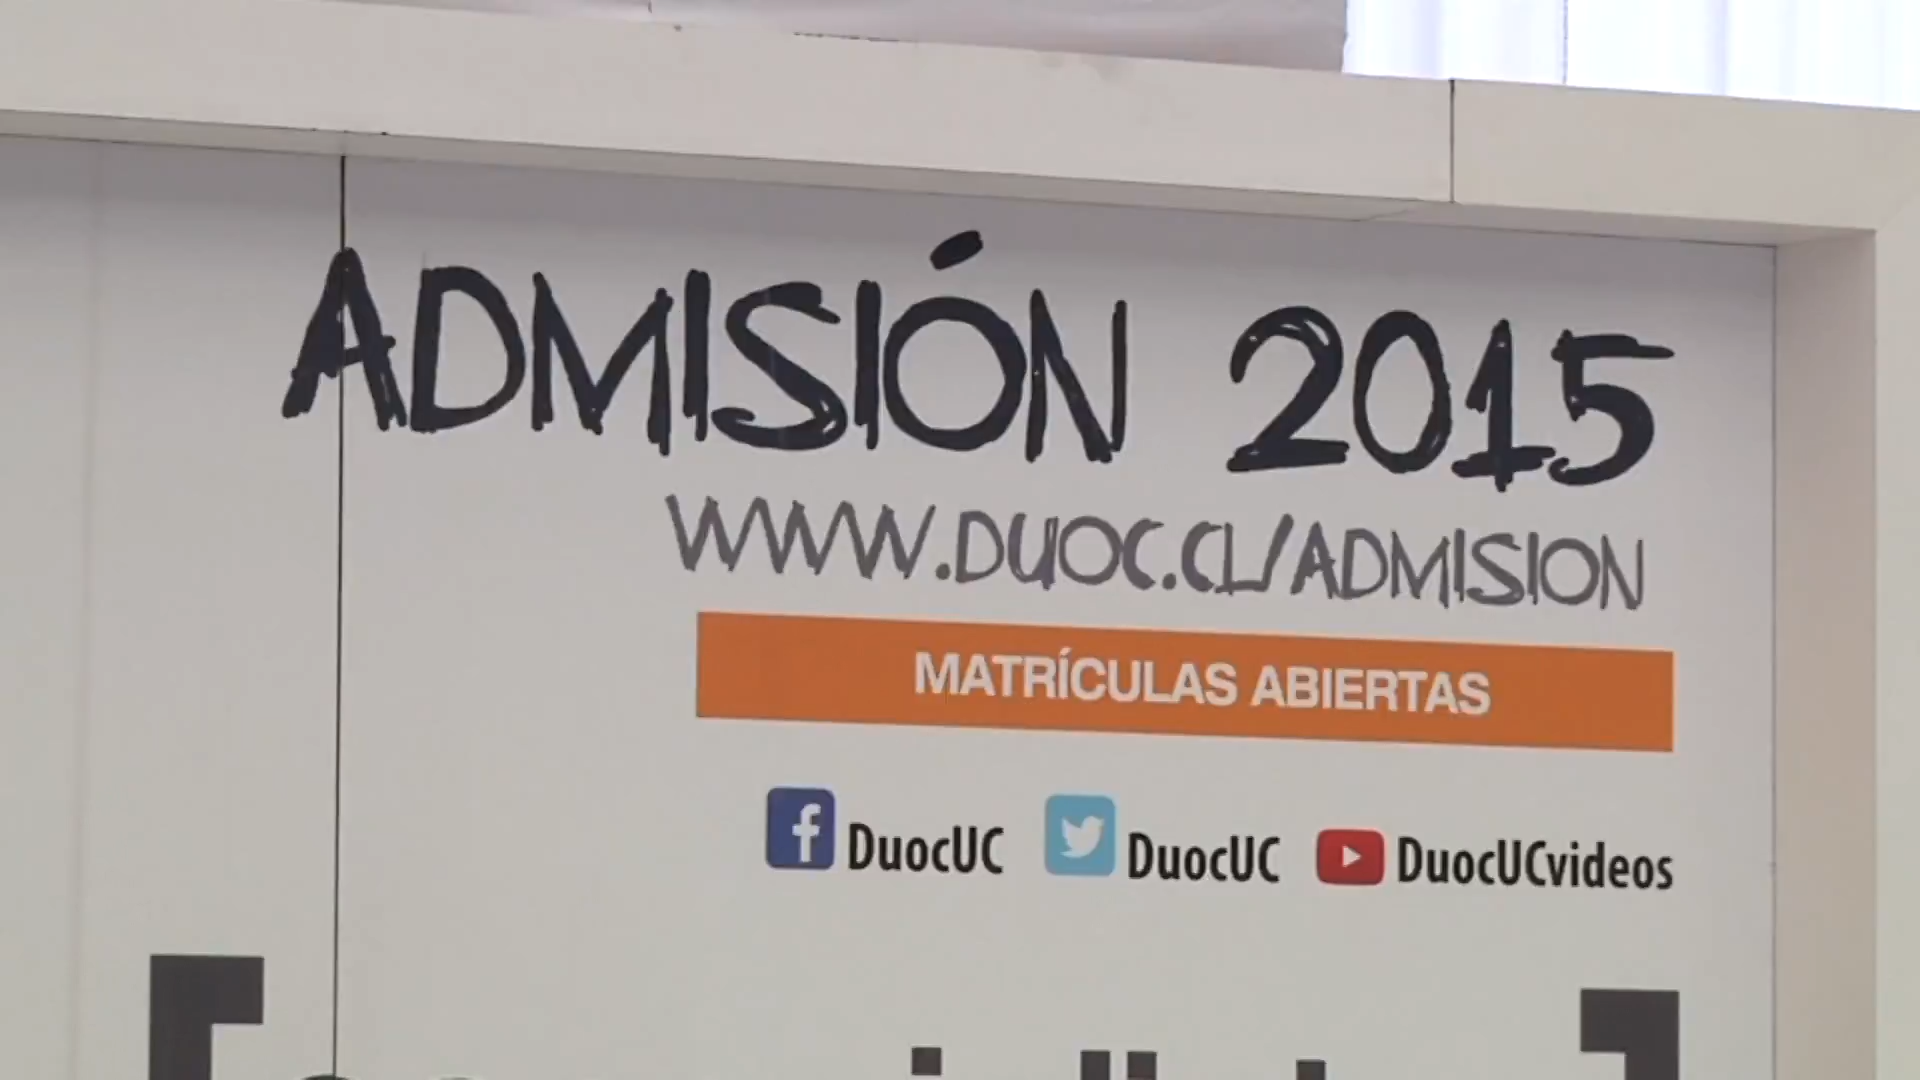 ADMISIÓN 2015
WWW.DUOC.CL/ADMISION
MATRÍCULAS ABIERTAS
DuocUC DuocUC DuocUCvideos